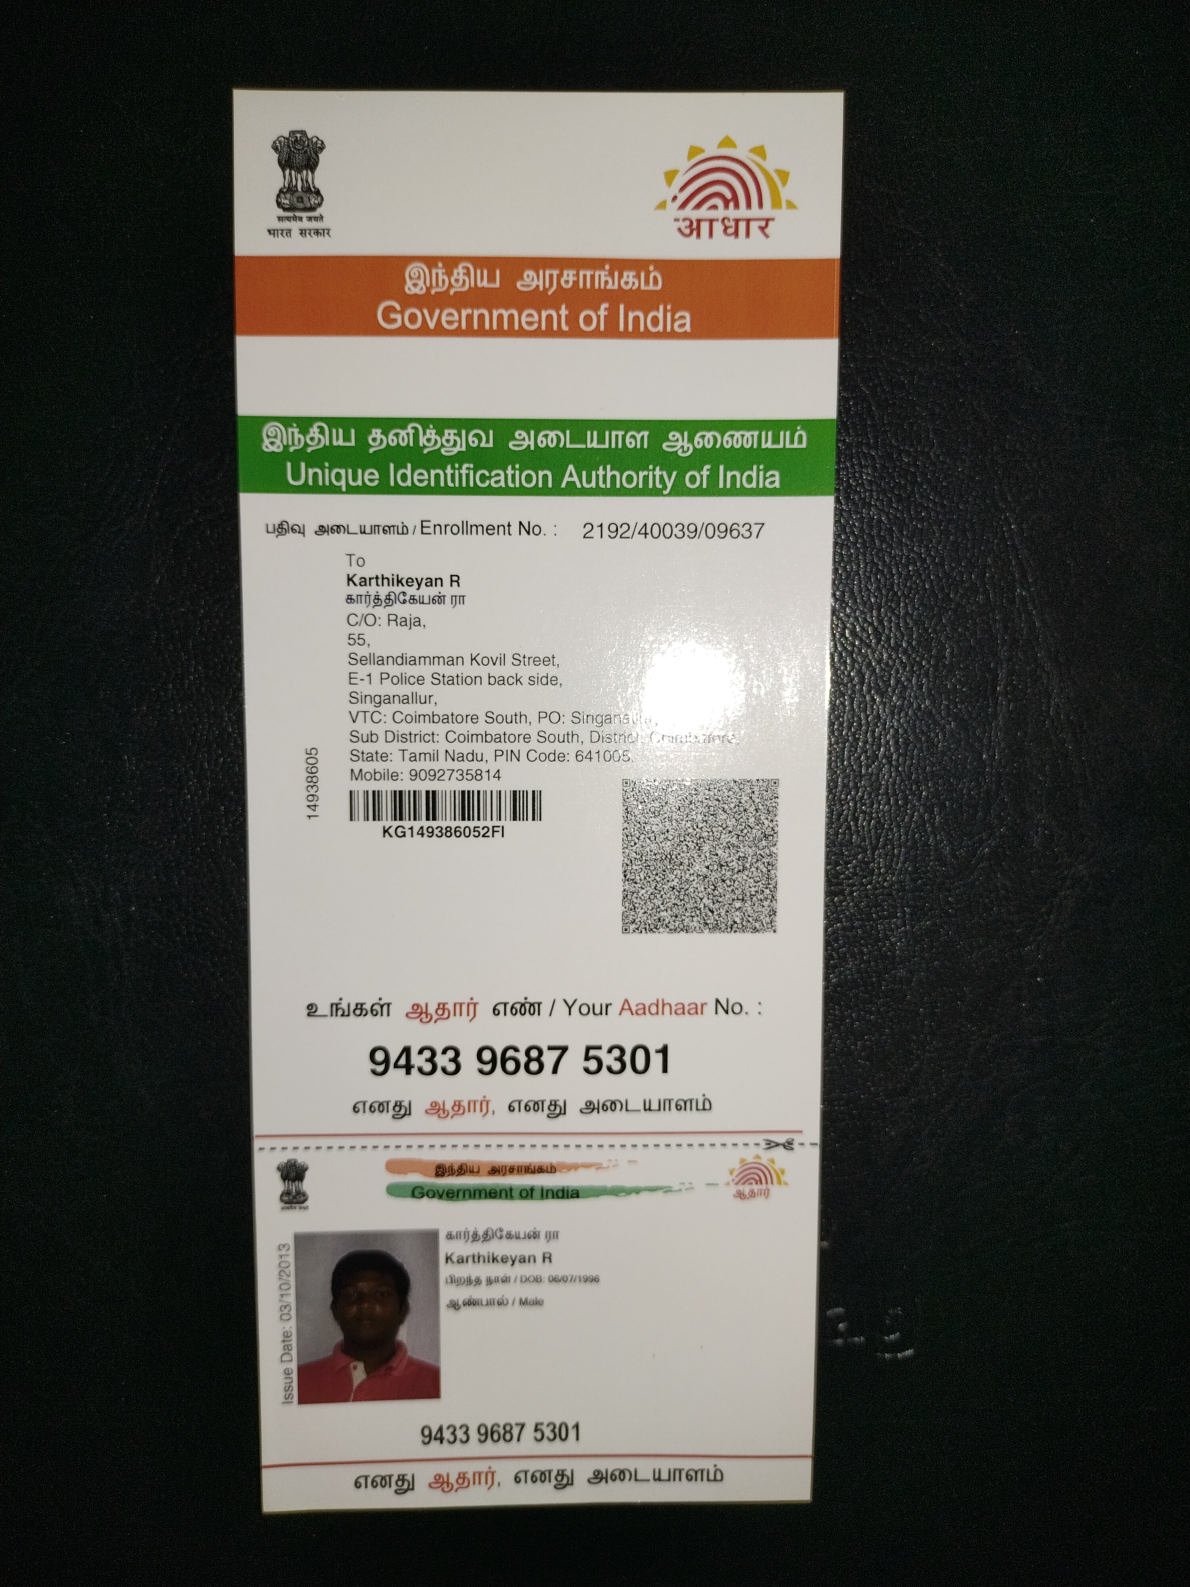 सत्यमेव जयते
भारत सरकार
आधार
இந்திய அரசாங்கம்
Government of India
இந்திய தனித்துவ அடையாள ஆணையம்
Unique Identification Authority of India
பதிவு அடையாளம் / Enrollment No. : 2192/40039/09637
To
Karthikeyan R
கார்த்திகேயன் ரா
C/O: Raja,
55,
Sellandiamman Kovil Street,
E-1 Police Station back side,
Singanallur,
VTC: Coimbatore South, PO: Singanallur,
Sub District: Coimbatore South, District: Coimbatore,
State: Tamil Nadu, PIN Code: 641005,
Mobile: 9092735814
14938605
KG149386052FI
உங்கள் ஆதார் எண் / Your Aadhaar No. :
9433 9687 5301
எனது ஆதார், எனது அடையாளம்
இந்திய அரசாங்கம்
Government of India
ஆதார்
Issue Date: 03/10/2013
கார்த்திகேயன் ரா
Karthikeyan R
பிறந்த நாள் / DOB: 06/07/1996
ஆண்பால் / Male
9433 9687 5301
எனது ஆதார், எனது அடையாளம்